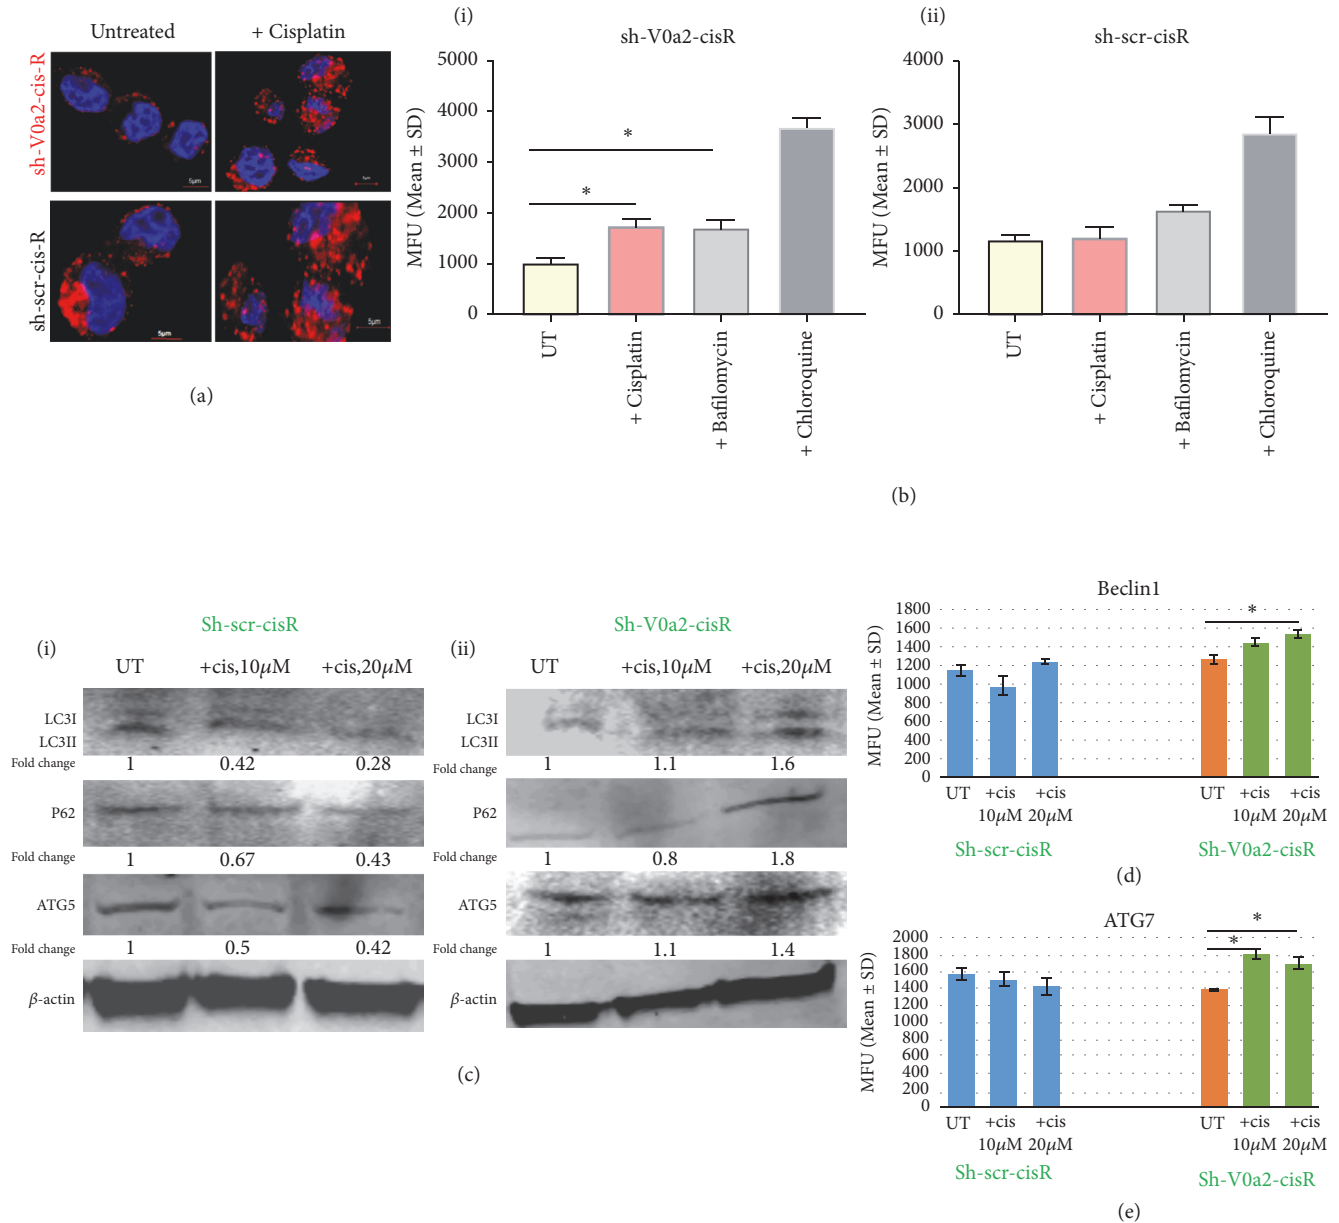 Untreated + Cisplatin
sh-V0a2-cis-R
5μm
sh-scr-cis-R
5μm
5μm
(a)
(i)
sh-V0a2-cisR
MFU (Mean ± SD)
5000
4000
3000
2000
1000
0
*
*
UT
+ Cisplatin
+ Bafilomycin
+ Chloroquine
(ii)
sh-scr-cisR
MFU (Mean ± SD)
4000
3000
2000
1000
0
UT
+ Cisplatin
+ Bafilomycin
+ Chloroquine
(b)
Sh-scr-cisR
(i)
UT +cis,10μM +cis,20μM
LC3I
LC3II
Fold change 1 0.42 0.28
P62
Fold change 1 0.67 0.43
ATG5
Fold change 1 0.5 0.42
β-actin
Sh-V0a2-cisR
(ii)
UT +cis,10μM +cis,20μM
LC3I
LC3II
Fold change 1 1.1 1.6
P62
Fold change 1 0.8 1.8
ATG5
Fold change 1 1.1 1.4
β-actin
(c)
Beclin1
MFU (Mean ± SD)
1800
1600
1400
1200
1000
800
600
400
200
0
*
UT +cis +cis UT +cis +cis
10μM 20μM 10μM 20μM
Sh-scr-cisR Sh-V0a2-cisR
(d)
ATG7
MFU (Mean ± SD)
2000
1800
1600
1400
1200
1000
800
600
400
200
0
*
*
UT +cis +cis UT +cis +cis
10μM 20μM 10μM 20μM
Sh-scr-cisR Sh-V0a2-cisR
(e)